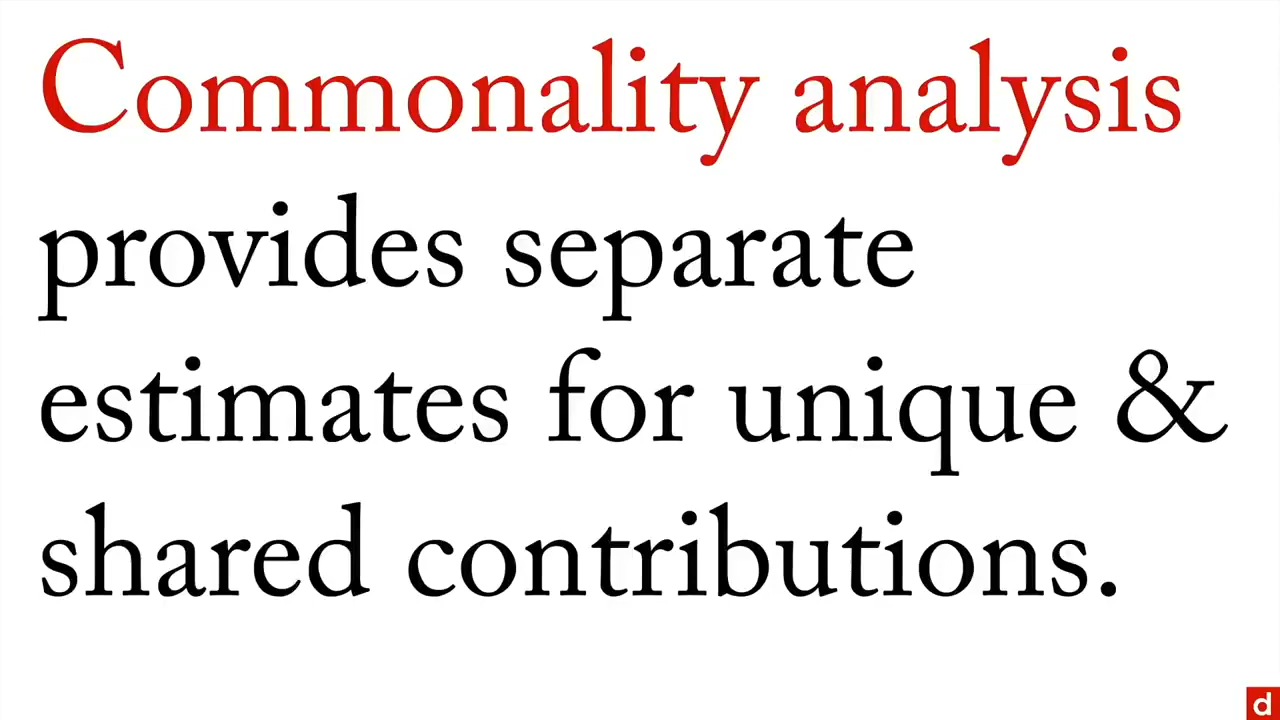 Commonality analysis
provides separate
estimates for unique &
shared contributions.
d